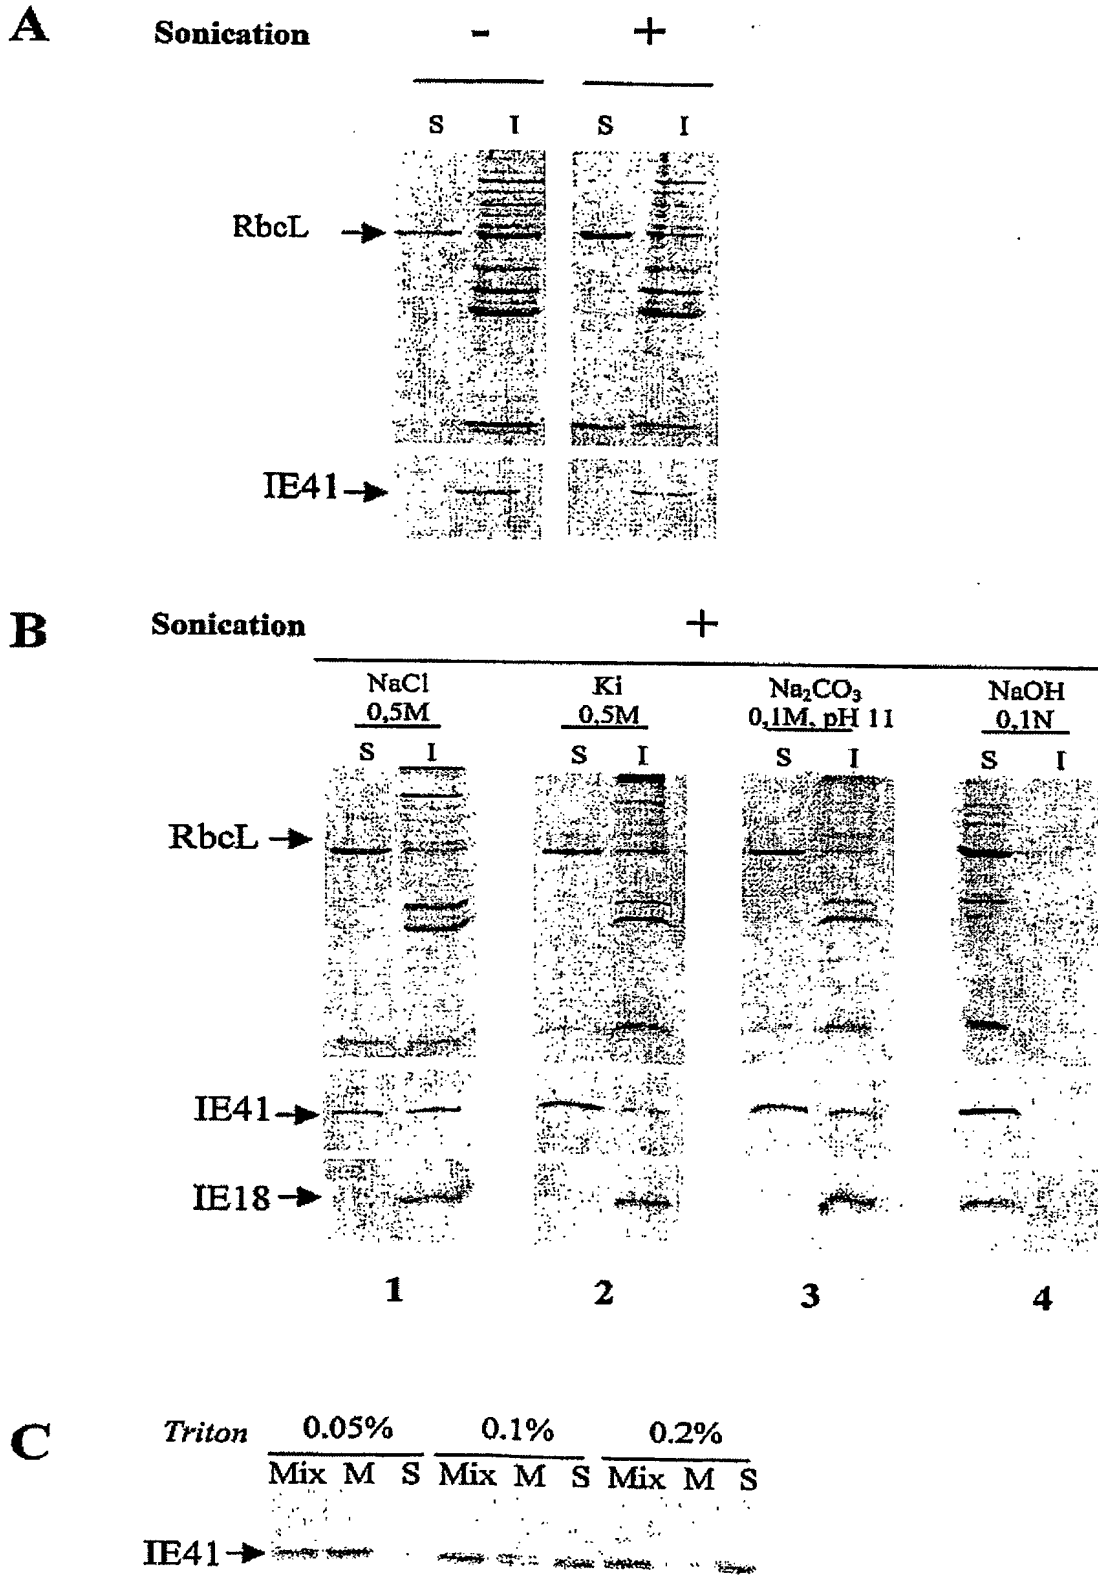 A
Sonication - +
S I S I
RbcL
IE41
B
Sonication +
NaCl Ki Na₂CO₃ NaOH
0,5M 0,5M 0,1M, pH 11 0,1N
S I S I S I S I
RbcL
IE41
IE18
1 2 3 4
C
Triton 0.05% 0.1% 0.2%
Mix M S Mix M S Mix M S
IE41